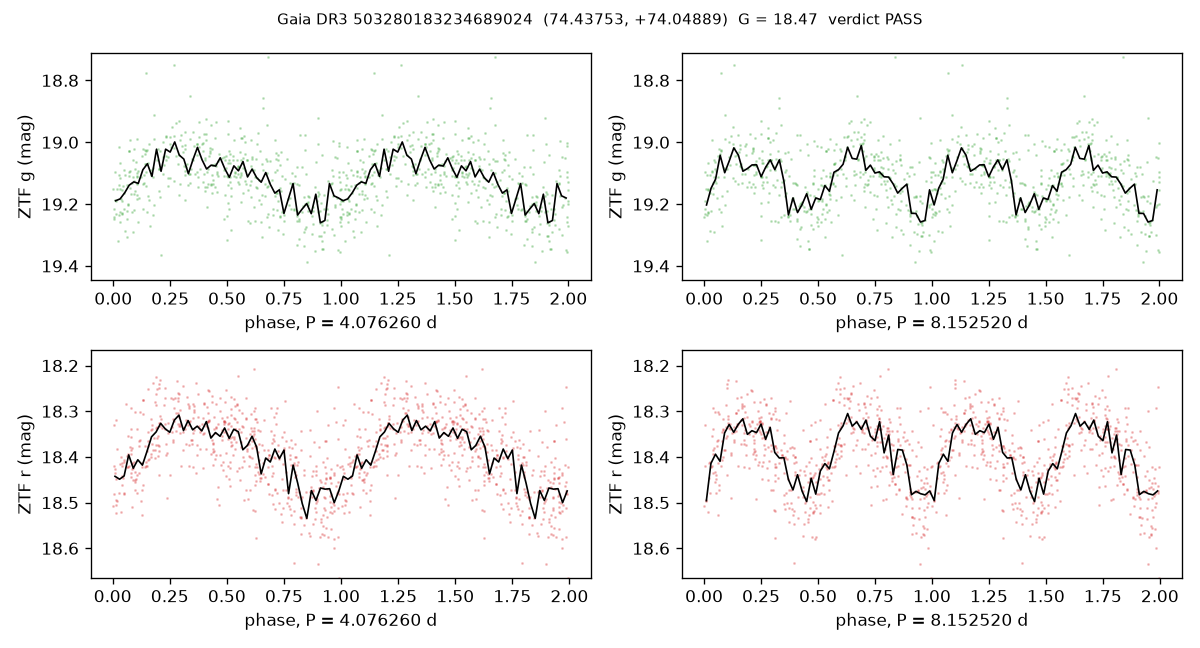 Gaia DR3 503280183234689024 (74.43753, +74.04889) G = 18.47 verdict PASS
ZTF g (mag)
18.8
19.0
19.2
19.4
0.00 0.25 0.50 0.75 1.00 1.25 1.50 1.75 2.00
phase, P = 4.076260 d
ZTF g (mag)
18.8
19.0
19.2
19.4
0.00 0.25 0.50 0.75 1.00 1.25 1.50 1.75 2.00
phase, P = 8.152520 d
ZTF r (mag)
18.2
18.3
18.4
18.5
18.6
0.00 0.25 0.50 0.75 1.00 1.25 1.50 1.75 2.00
phase, P = 4.076260 d
ZTF r (mag)
18.2
18.3
18.4
18.5
18.6
0.00 0.25 0.50 0.75 1.00 1.25 1.50 1.75 2.00
phase, P = 8.152520 d